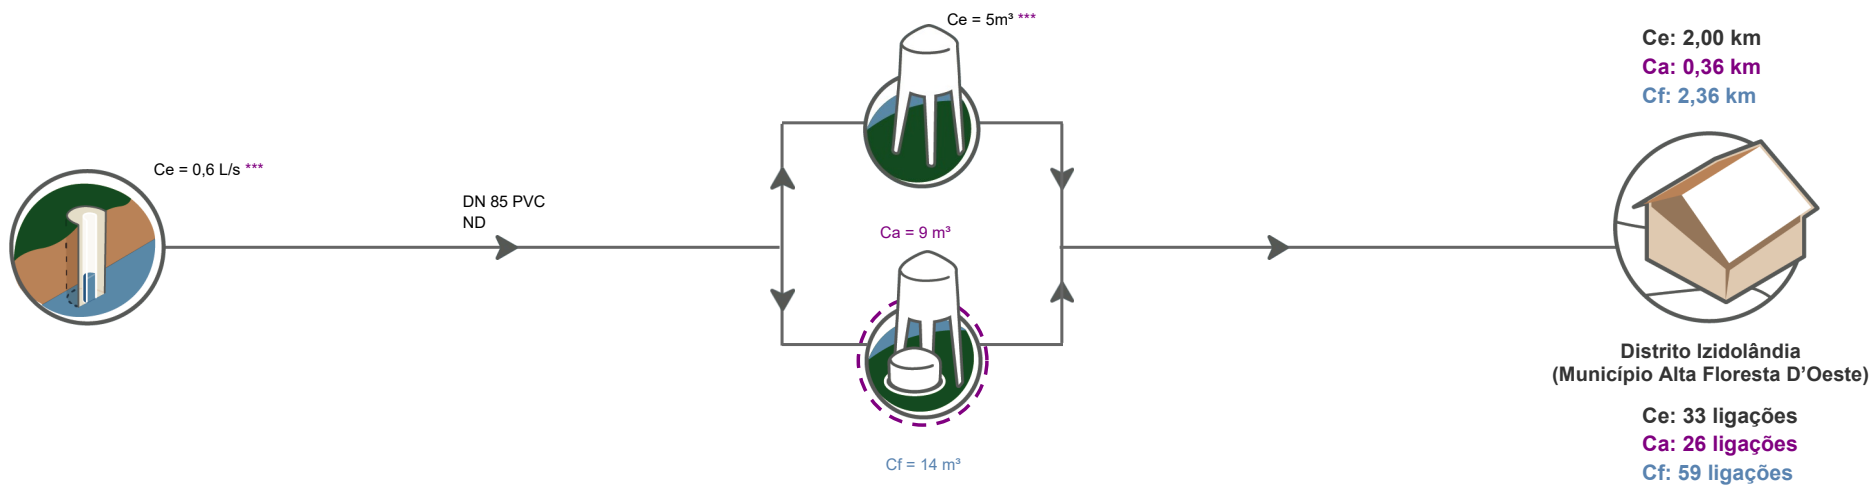 Ce = 5m³ ***
Ce: 2,00 km
Ca: 0,36 km
Cf: 2,36 km
Ce = 0,6 L/s ***
DN 85 PVC
ND
Ca = 9 m³
Distrito Izidolândia
(Município Alta Floresta D'Oeste)
Ce: 33 ligações
Ca: 26 ligações
Cf: 59 ligações
Cf = 14 m³